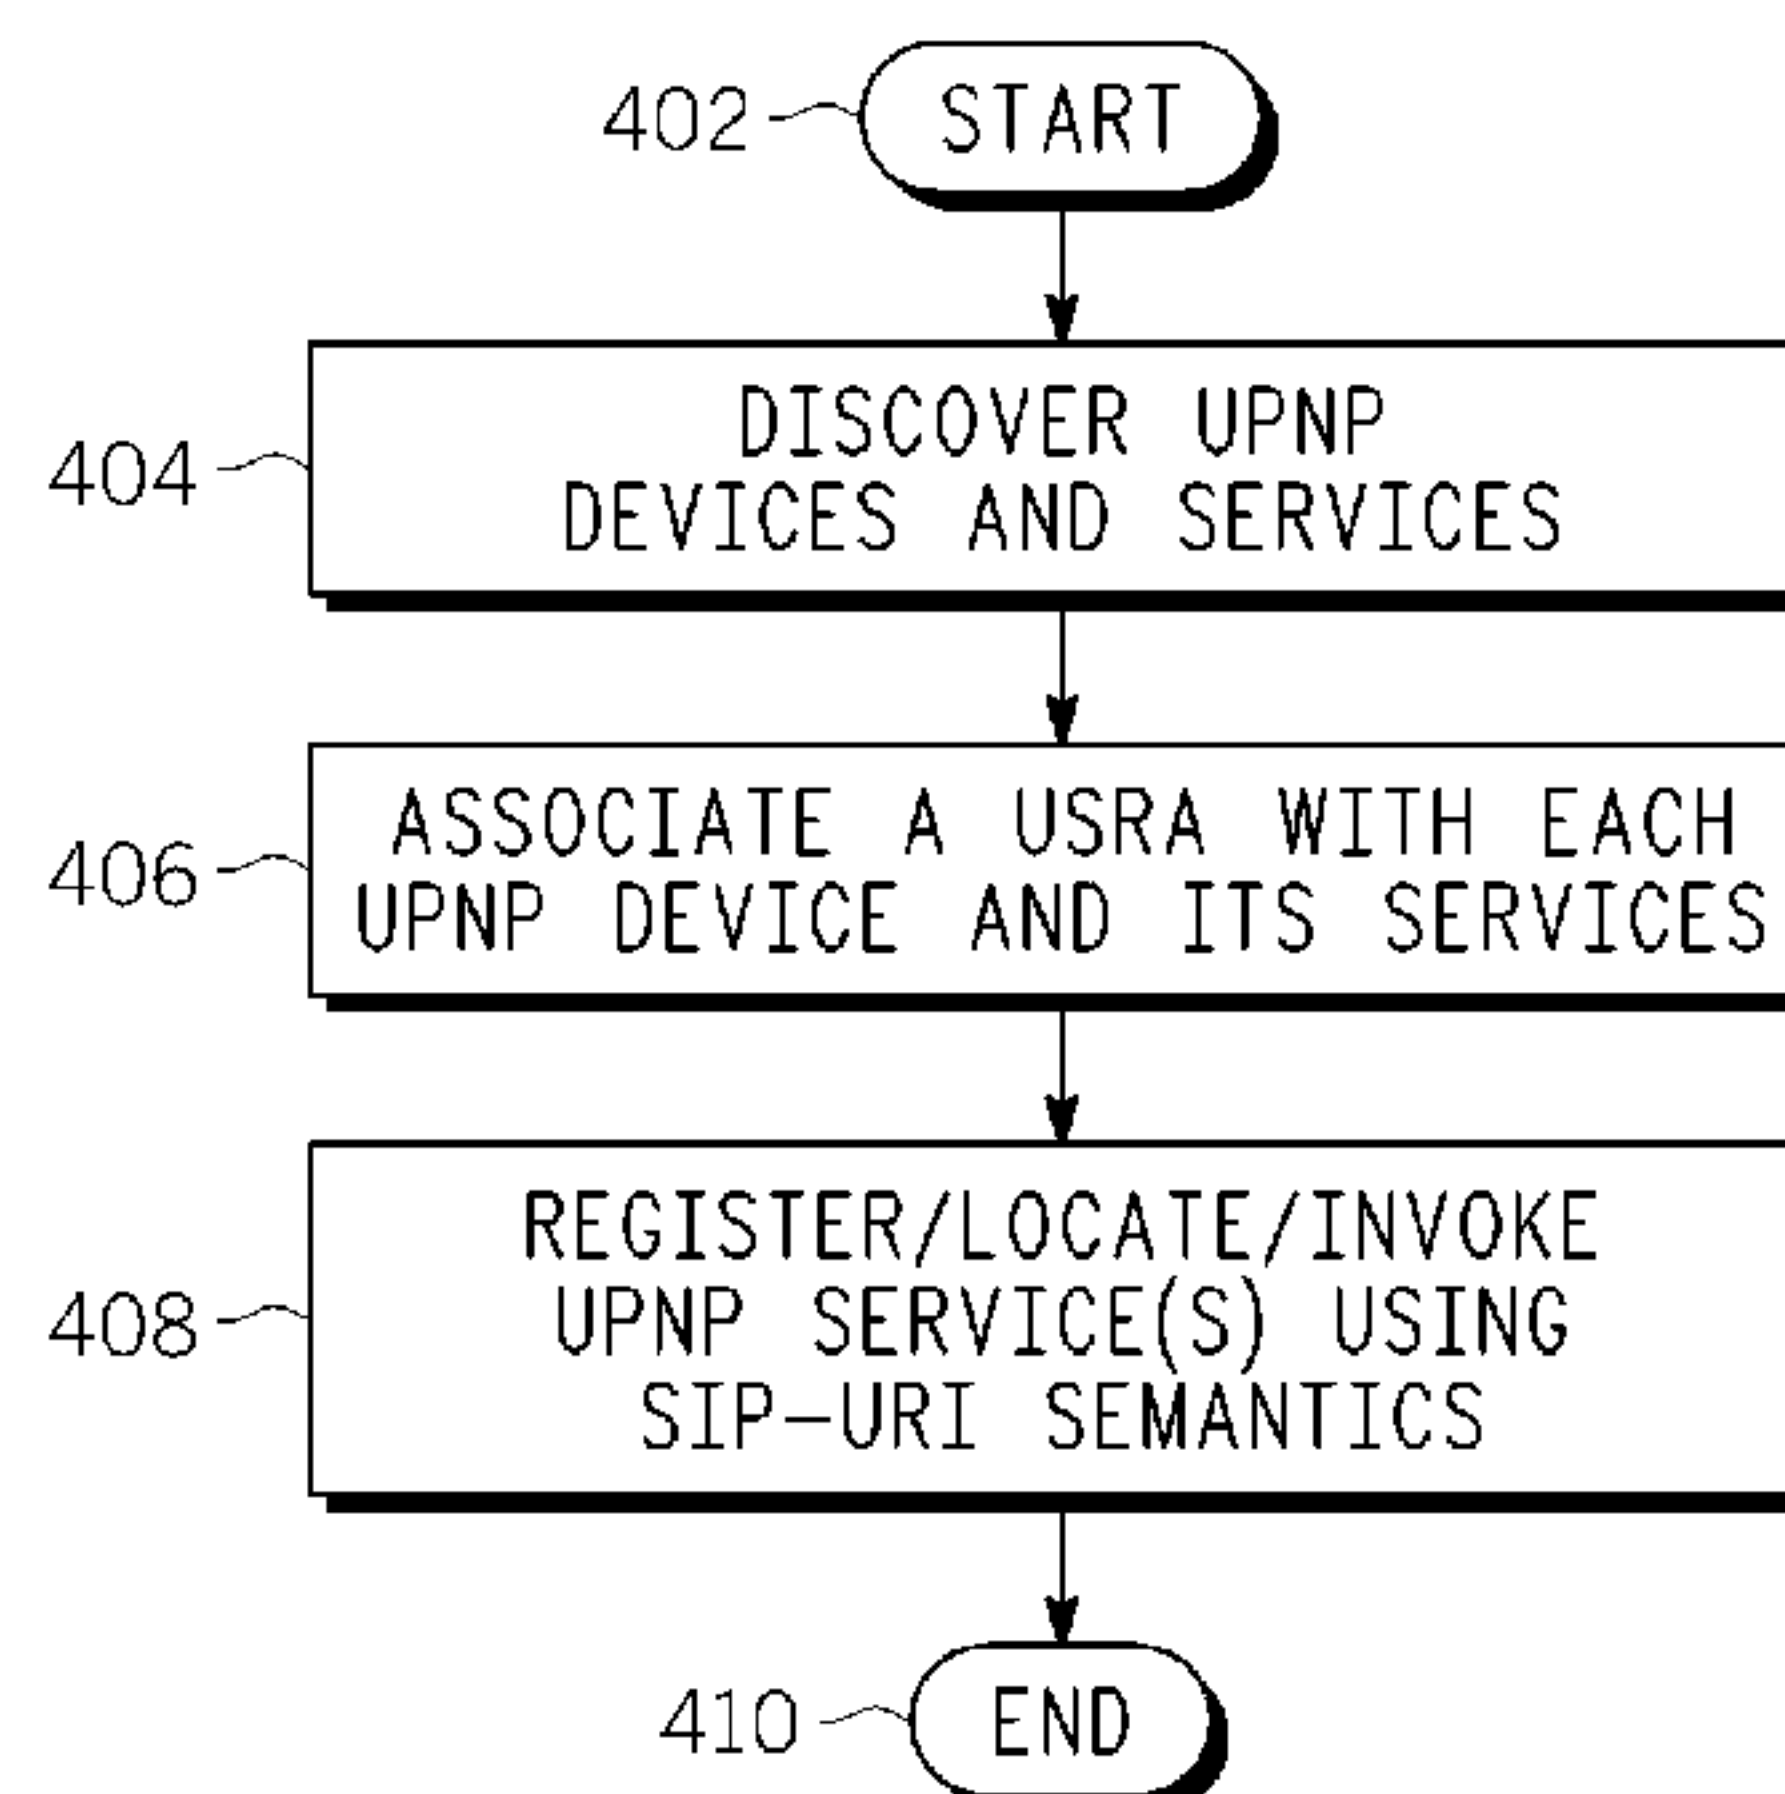 402
START
404
DISCOVER UPNP
DEVICES AND SERVICES
406
ASSOCIATE A USRA WITH EACH
UPNP DEVICE AND ITS SERVICES
408
REGISTER/LOCATE/INVOKE
UPNP SERVICE(S) USING
SIP-URI SEMANTICS
410
END